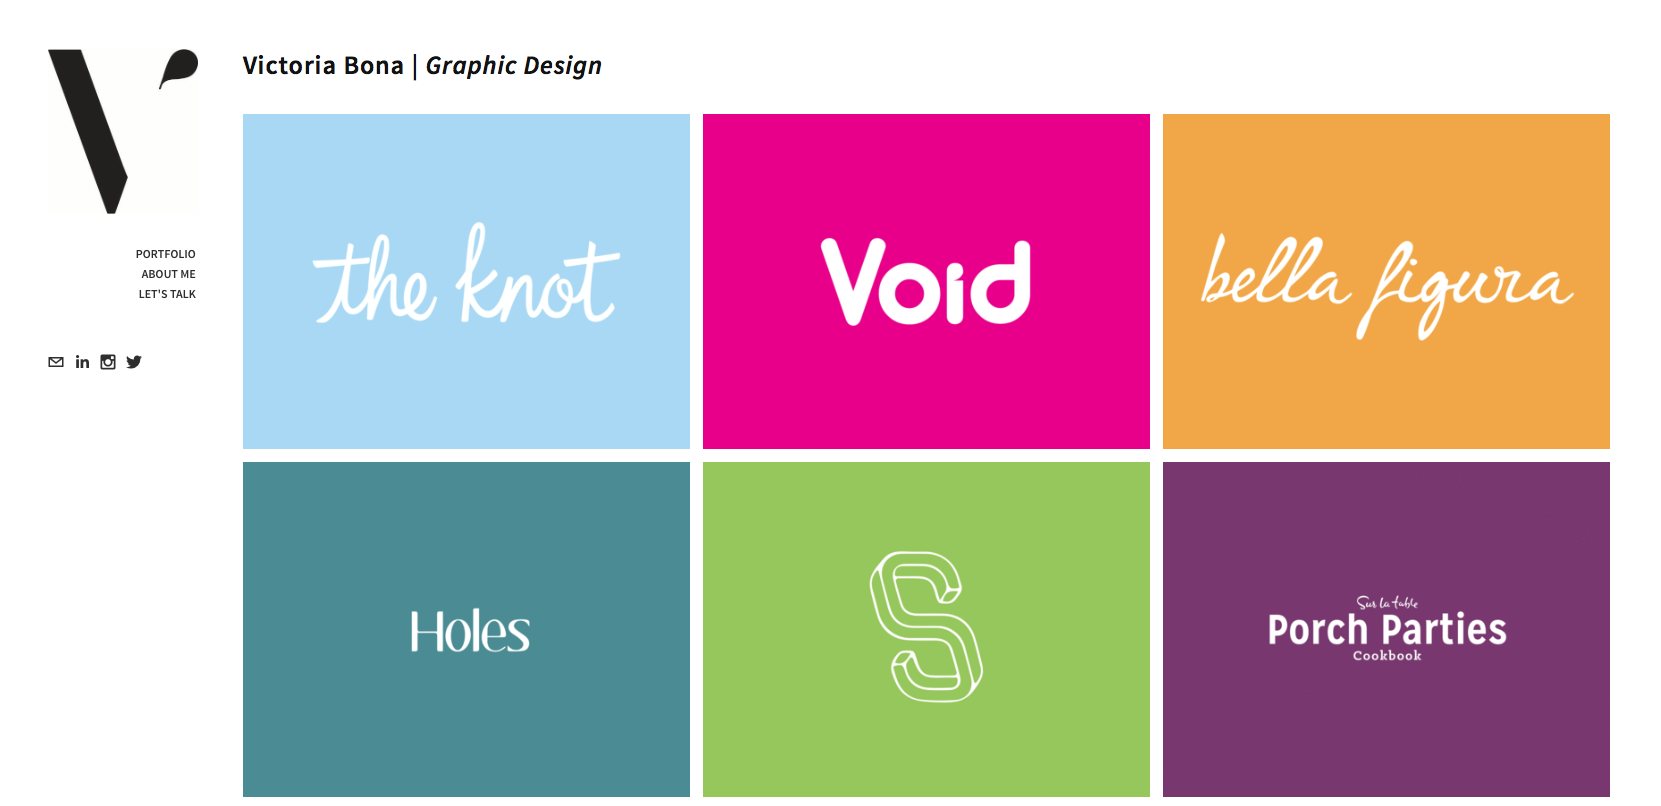 V
Victoria Bona | Graphic Design
PORTFOLIO
ABOUT ME
LET'S TALK
in
the knot
Void
bella figura
Holes
S
Sur la table
Porch Parties
Cookbook